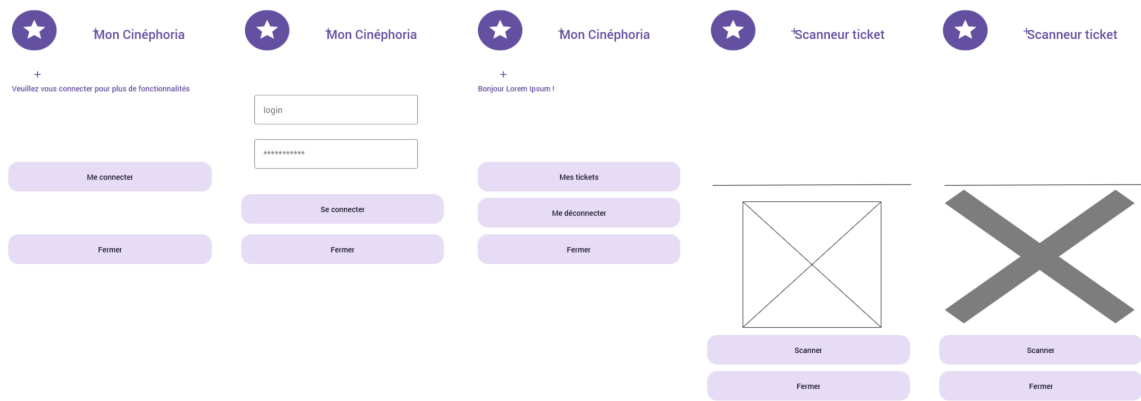 Mon Cinéphoria
Veuillez vous connecter pour plus de fonctionnalités
Me connecter
Fermer
Mon Cinéphoria
login
***********
Se connecter
Fermer
Mon Cinéphoria
Bonjour Lorem Ipsum !
Mes tickets
Me déconnecter
Fermer
Scanneur ticket
Scanner
Fermer
Scanneur ticket
Scanner
Fermer